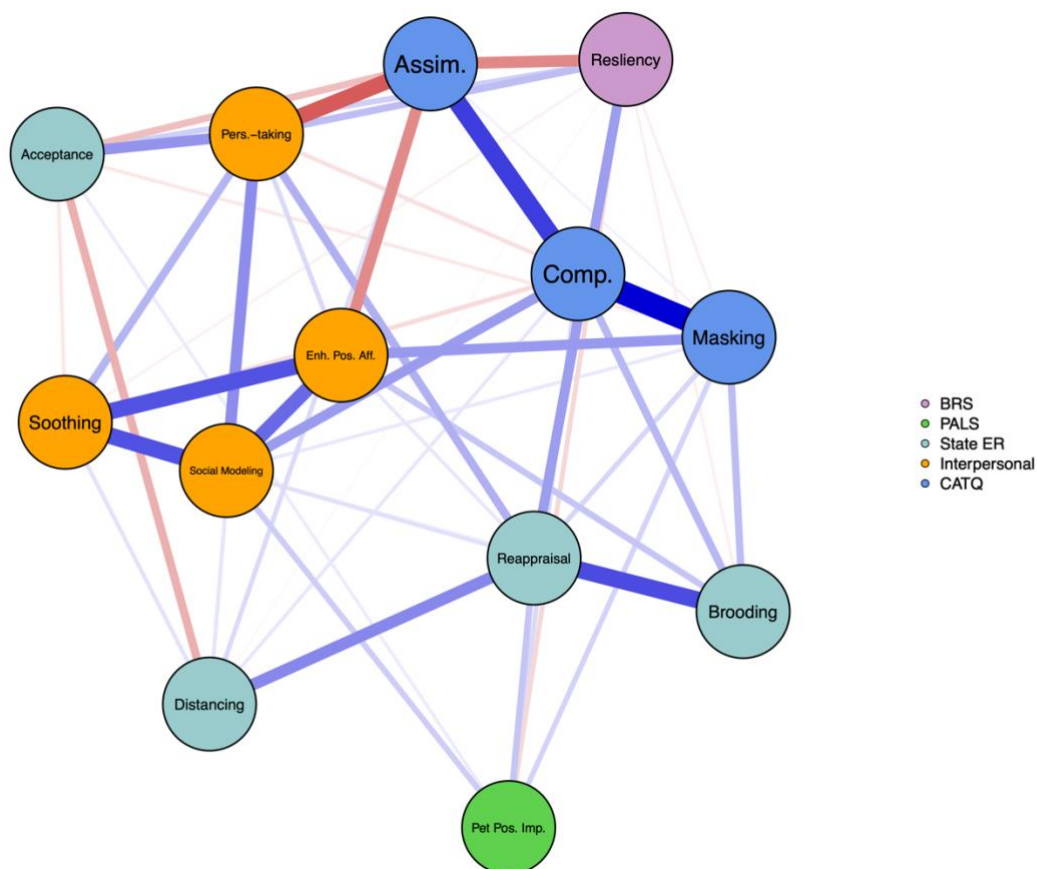 Assim.
Resliency
Pers.-taking
Acceptance
Comp.
Masking
Enh. Pos. Aff.
Soothing
Social Modeling
Reappraisal
Brooding
Distancing
Pet Pos. Imp.
BRS
PALS
State ER
Interpersonal
CATQ